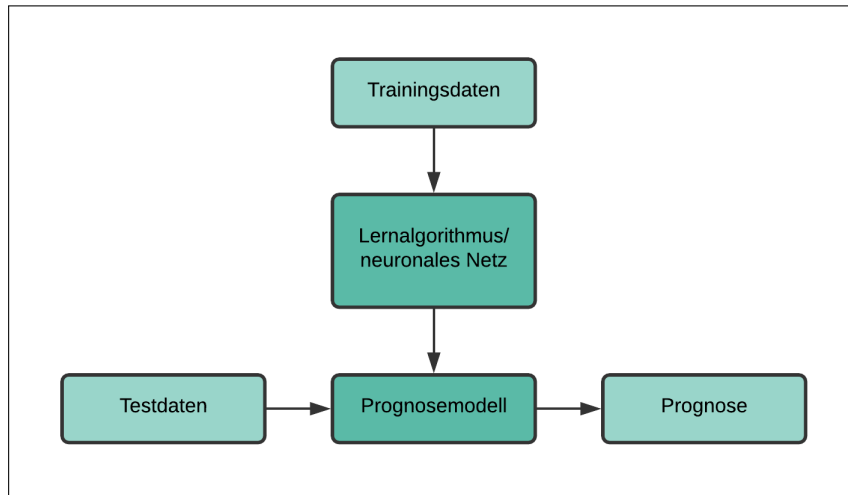 Trainingsdaten
Lernalgorithmus/
neuronales Netz
Testdaten
Prognosemodell
Prognose